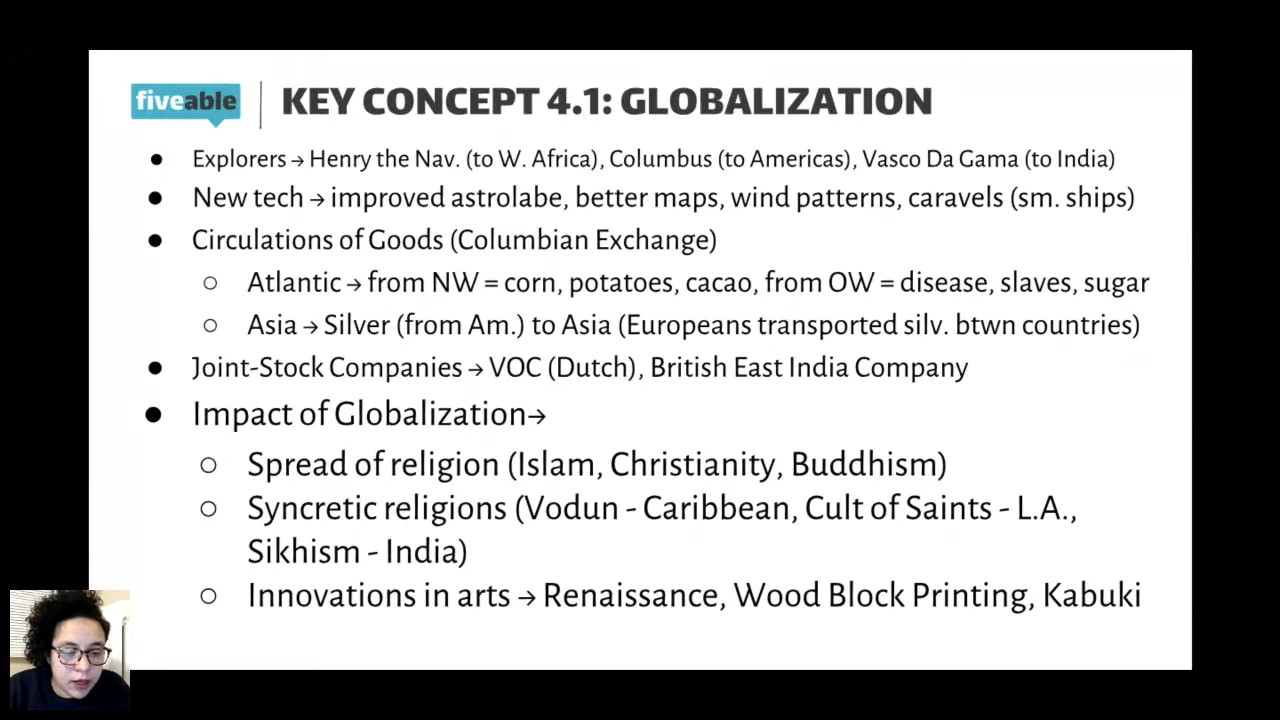 fiveable
KEY CONCEPT 4.1: GLOBALIZATION
● Explorers → Henry the Nav. (to W. Africa), Columbus (to Americas), Vasco Da Gama (to India)
● New tech → improved astrolabe, better maps, wind patterns, caravels (sm. ships)
● Circulations of Goods (Columbian Exchange)
○ Atlantic → from NW = corn, potatoes, cacao, from OW = disease, slaves, sugar
○ Asia → Silver (from Am.) to Asia (Europeans transported silv. btwn countries)
● Joint-Stock Companies → VOC (Dutch), British East India Company
● Impact of Globalization→
○ Spread of religion (Islam, Christianity, Buddhism)
○ Syncretic religions (Vodun - Caribbean, Cult of Saints - L.A.,
Sikhism - India)
○ Innovations in arts → Renaissance, Wood Block Printing, Kabuki